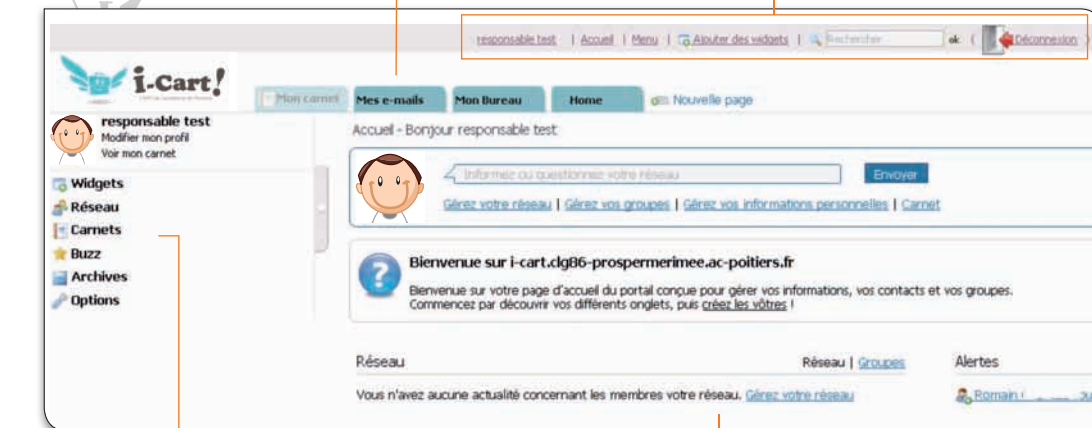 responsable test | Accueil | Menu | Ajouter des widgets | Rechercher ok ( Déconnexion )
i-Cart!
Mon carnet Mes e-mails Mon Bureau Home Nouvelle page
responsable test
Modifier mon profil
Voir mon carnet
Widgets
Réseau
Carnets
Buzz
Archives
Options
Accueil - Bonjour responsable test
Informez ou questionnez votre réseau Envoyer
Gérez votre réseau | Gérez vos groupes | Gérez vos informations personnelles | Carnet
Bienvenue sur i-cart.clg86-prospermerimee.ac-poitiers.fr
Bienvenue sur votre page d'accueil du portal conçue pour gérer vos informations, vos contacts et vos groupes.
Commencez par découvrir vos différents onglets, puis créez les vôtres !
Réseau Réseau | Groupes Alertes
Vous n'avez aucune actualité concernant les membres votre réseau. Gérez votre réseau Romain